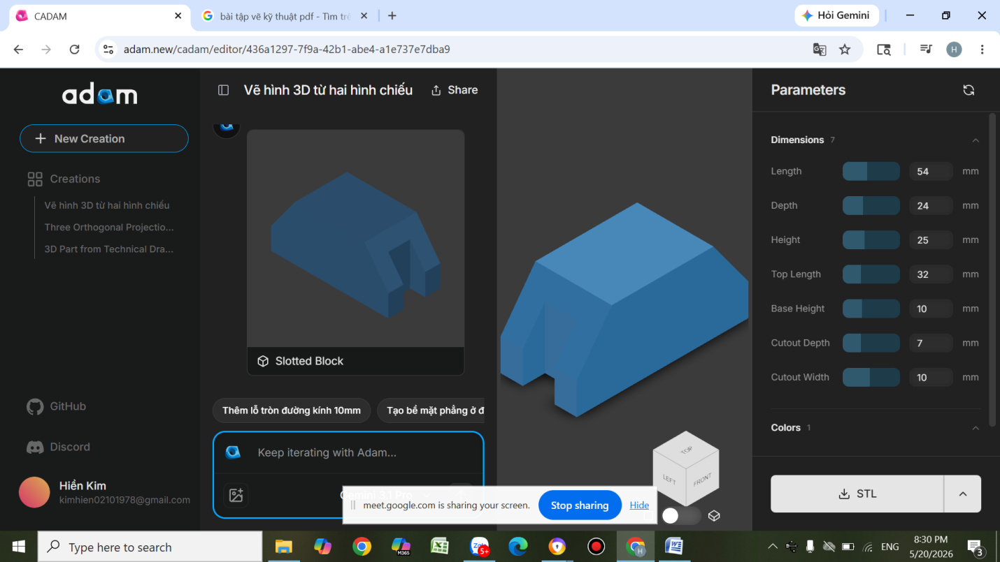 CADAM
bài tập vẽ kỹ thuật pdf - Tìm trê
Hỏi Gemini
adam.new/cadam/editor/436a1297-7f9a-42b1-abe4-a1e737e7dba9
H
adam
New Creation
Creations
Vẽ hình 3D từ hai hình chiếu
Three Orthogonal Projectio...
3D Part from Technical Dra...
GitHub
Discord
Hiền Kim
kimhien02101978@gmail.com
Vẽ hình 3D từ hai hình chiếu
Share
Slotted Block
Thêm lỗ tròn đường kính 10mm
Tạo bề mặt phẳng ở đ
Keep iterating with Adam...
Gemini 3.1 Pro
TOP
LEFT
FRONT
Parameters
Dimensions 7
Length 54 mm
Depth 24 mm
Height 25 mm
Top Length 32 mm
Base Height 10 mm
Cutout Depth 7 mm
Cutout Width 10 mm
Colors 1
STL
meet.google.com is sharing your screen.
Stop sharing
Hide
Type here to search
M365
Zalo
5+
H
ENG
8:30 PM
5/20/2026
3